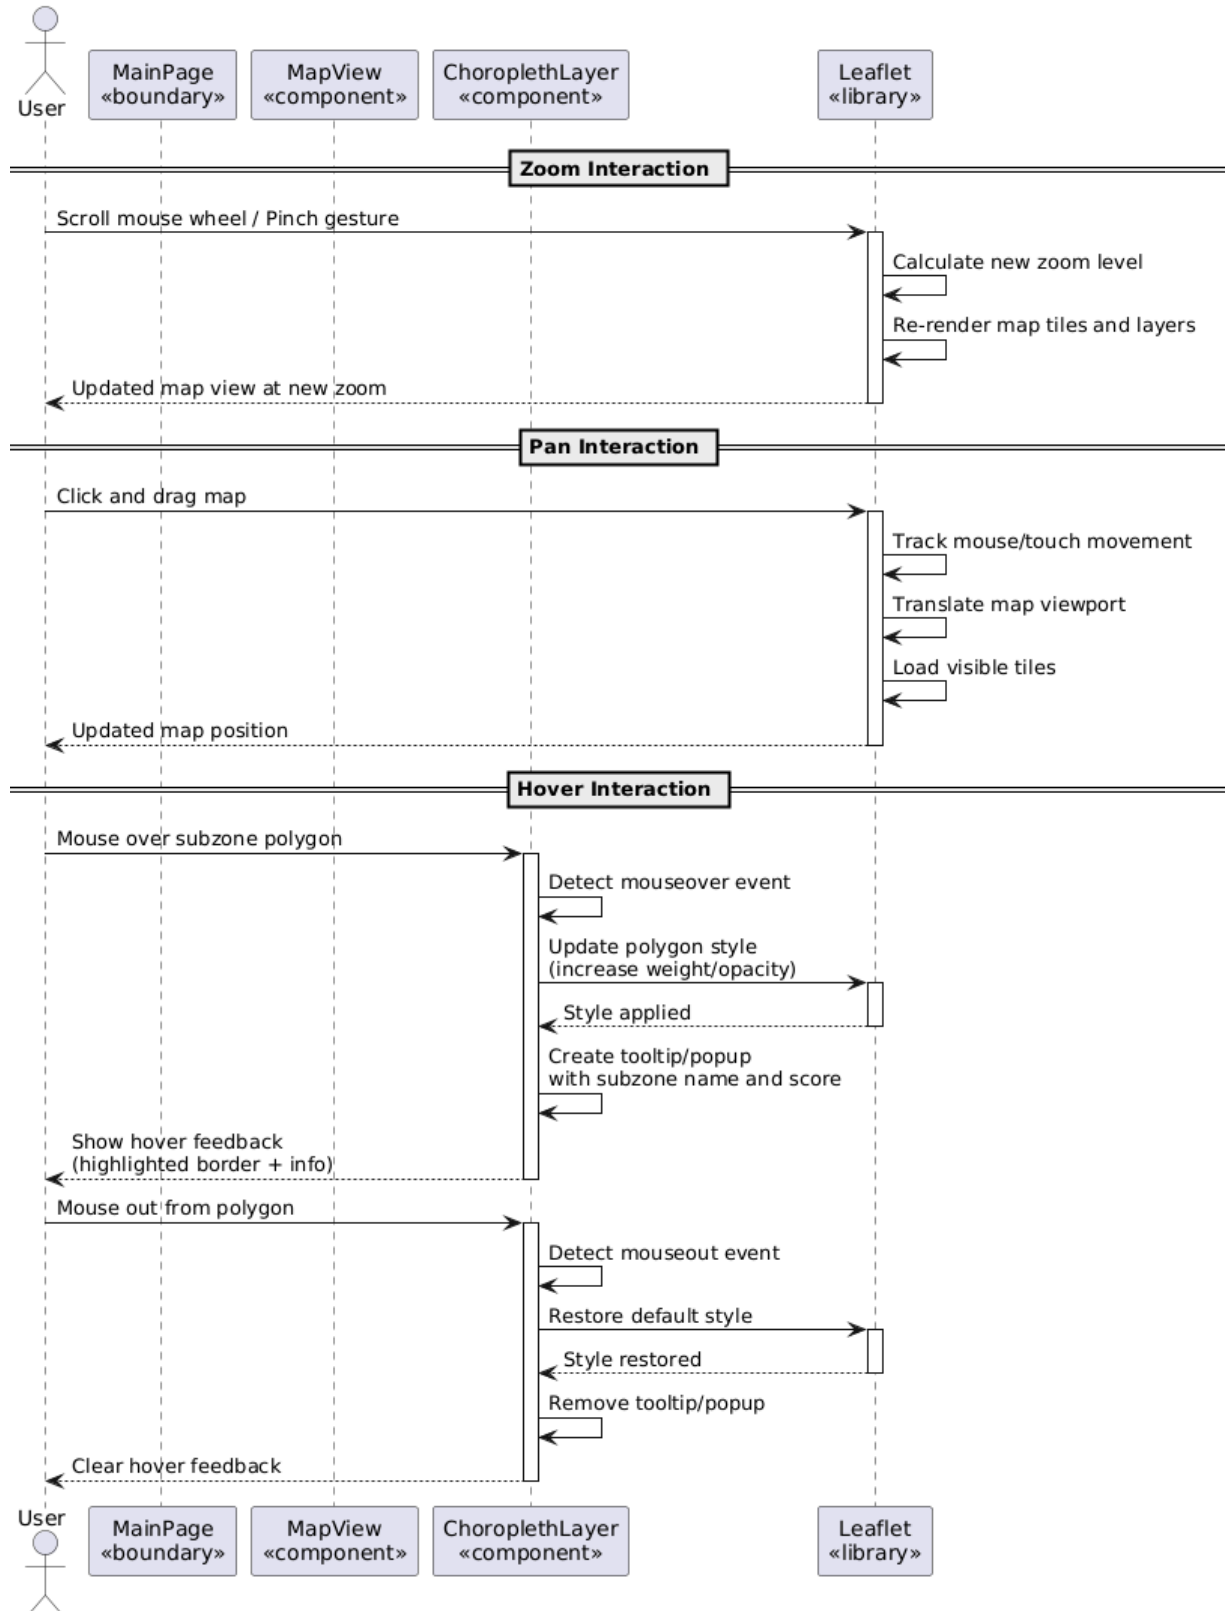 User
MainPage
«boundary»
MapView
«component»
ChoroplethLayer
«component»
Leaflet
«library»
Zoom Interaction
Scroll mouse wheel / Pinch gesture
Calculate new zoom level
Re-render map tiles and layers
Updated map view at new zoom
Pan Interaction
Click and drag map
Track mouse/touch movement
Translate map viewport
Load visible tiles
Updated map position
Hover Interaction
Mouse over subzone polygon
Detect mouseover event
Update polygon style
(increase weight/opacity)
Style applied
Create tooltip/popup
with subzone name and score
Show hover feedback
(highlighted border + info)
Mouse out from polygon
Detect mouseout event
Restore default style
Style restored
Remove tooltip/popup
Clear hover feedback
User
MainPage
«boundary»
MapView
«component»
ChoroplethLayer
«component»
Leaflet
«library»